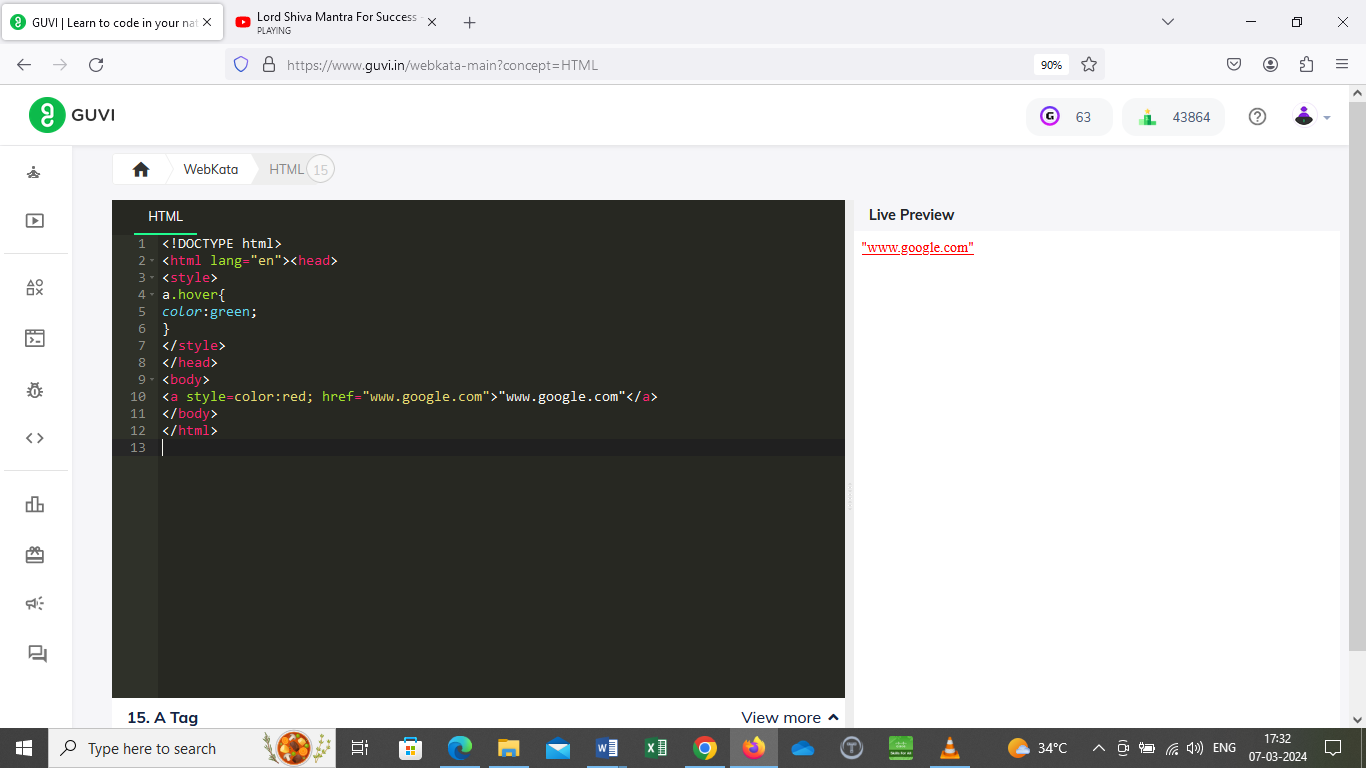 GUVI | Learn to code in your nat
Lord Shiva Mantra For Success -
PLAYING
https://www.guvi.in/webkata-main?concept=HTML
90%
GUVI
G
63
43864
WebKata
HTML
15
HTML
Live Preview
"www.google.com"
1 <!DOCTYPE html>
2 <html lang="en"><head>
3 <style>
4 a.hover{
5 color:green;
6 }
7 </style>
8 </head>
9 <body>
10 <a style=color:red; href="www.google.com">"www.google.com"</a>
11 </body>
12 </html>
13
15. A Tag
View more
Type here to search
34°C
ENG
17:32
07-03-2024